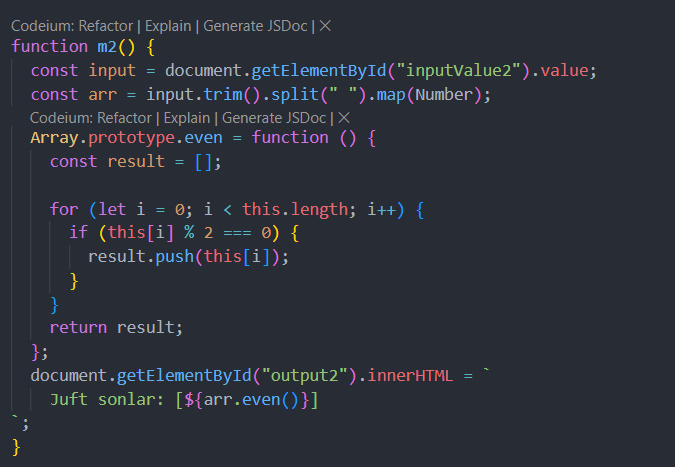 Codeium: Refactor | Explain | Generate JSDoc | ×
function m2() {
  const input = document.getElementById("inputValue2").value;
  const arr = input.trim().split(" ").map(Number);
  Codeium: Refactor | Explain | Generate JSDoc | ×
  Array.prototype.even = function () {
    const result = [];
    for (let i = 0; i < this.length; i++) {
      if (this[i] % 2 === 0) {
        result.push(this[i]);
      }
    }
    return result;
  };
  document.getElementById("output2").innerHTML = `
    Juft sonlar: [${arr.even()}]
`;
}